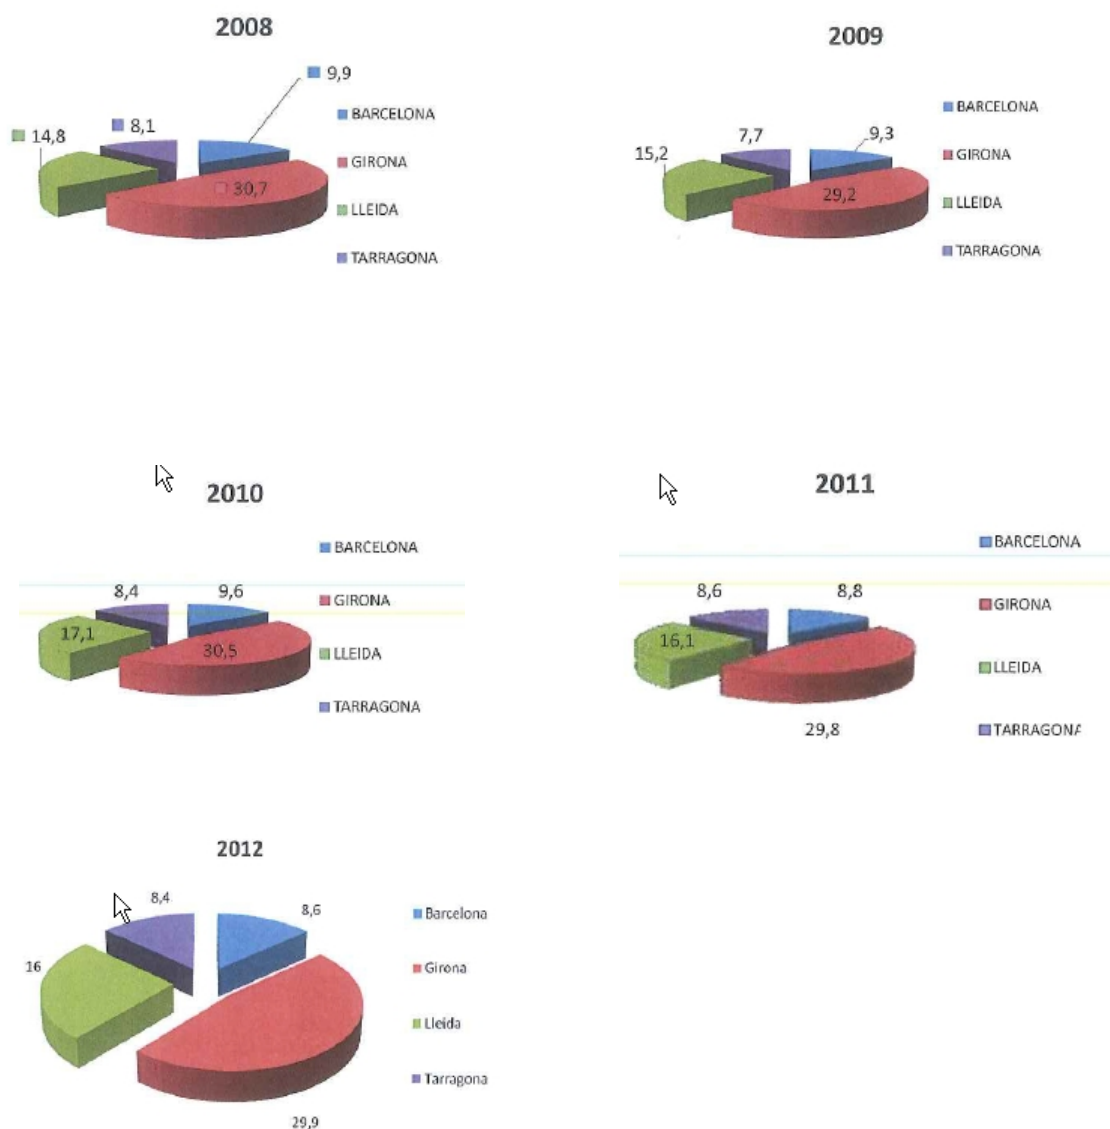 2008
9,9
14,8
8,1
30,7
BARCELONA
GIRONA
LLEIDA
TARRAGONA
2009
15,2
7,7
9,3
29,2
BARCELONA
GIRONA
LLEIDA
TARRAGONA
2010
8,4
9,6
17,1
30,5
BARCELONA
GIRONA
LLEIDA
TARRAGONA
2011
8,6
8,8
16,1
29,8
BARCELONA
GIRONA
LLEIDA
TARRAGONA
2012
8,4
8,6
16
29,9
Barcelona
Girona
Lleida
Tarragona